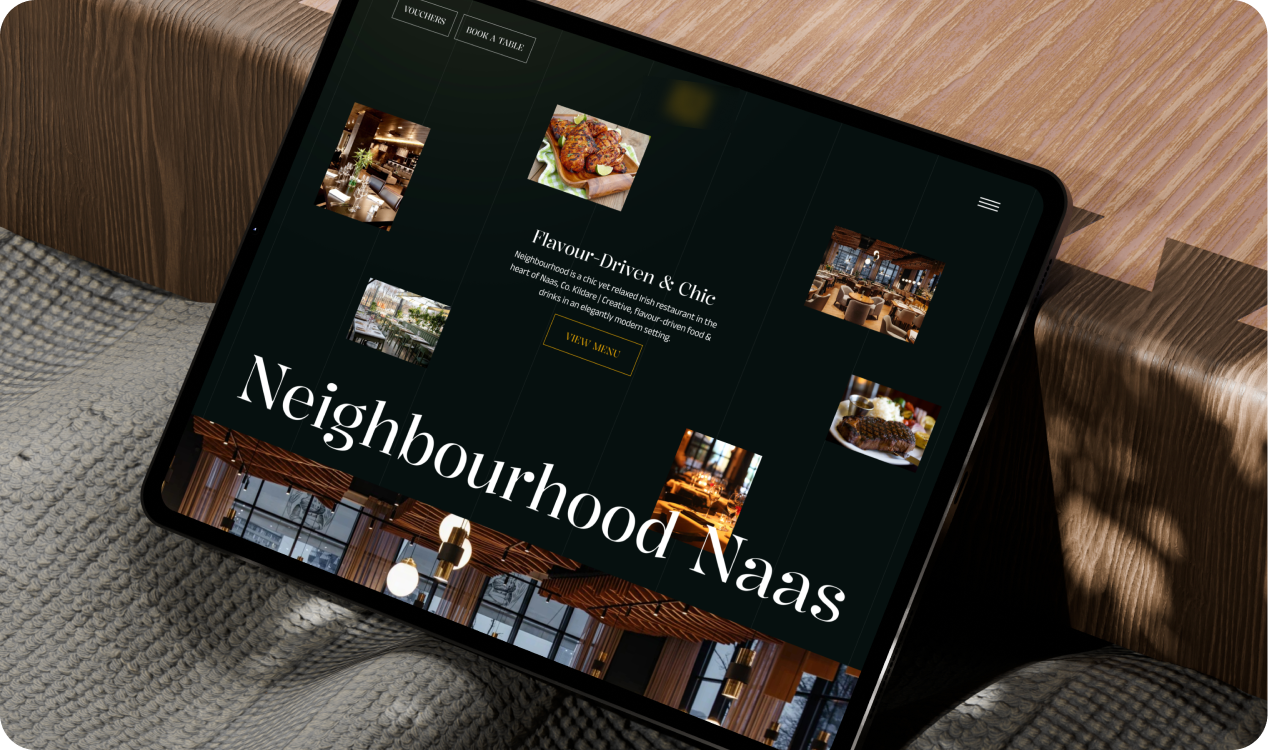 VOUCHERS
BOOK A TABLE
Flavour-Driven & Chic
Neighbourhood is a chic yet relaxed Irish restaurant in the
heart of Naas, Co. Kildare | Creative, flavour-driven food &
drinks in an elegantly modern setting.
VIEW MENU
Neighbourhood Naas